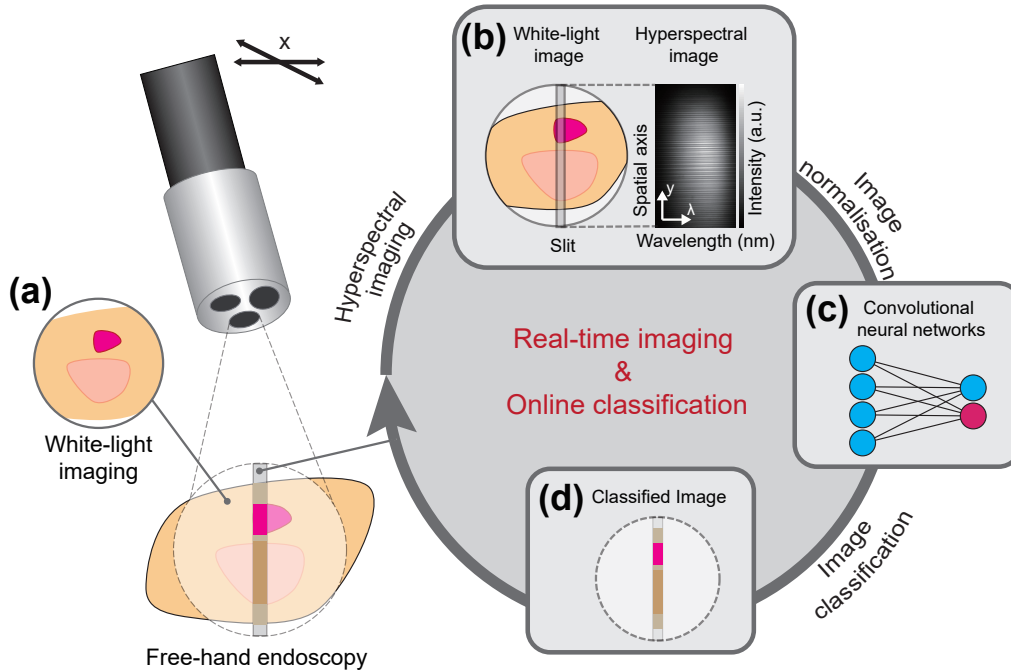 x
(a)
White-light
imaging
Free-hand endoscopy
Hyperspectral
imaging
(b)
White-light
image
Hyperspectral
image
Slit
Spatial axis
y
λ
Intensity (a.u.)
Wavelength (nm)
Image
normalisation
(c)
Convolutional
neural networks
Real-time imaging
&
Online classification
(d)
Classified Image
Image
classification